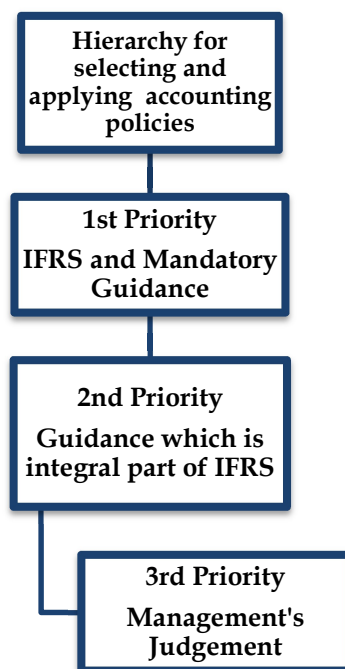 Hierarchy for
selecting and
applying accounting
policies
1st Priority
IFRS and Mandatory
Guidance
2nd Priority
Guidance which is
integral part of IFRS
3rd Priority
Management's
Judgement